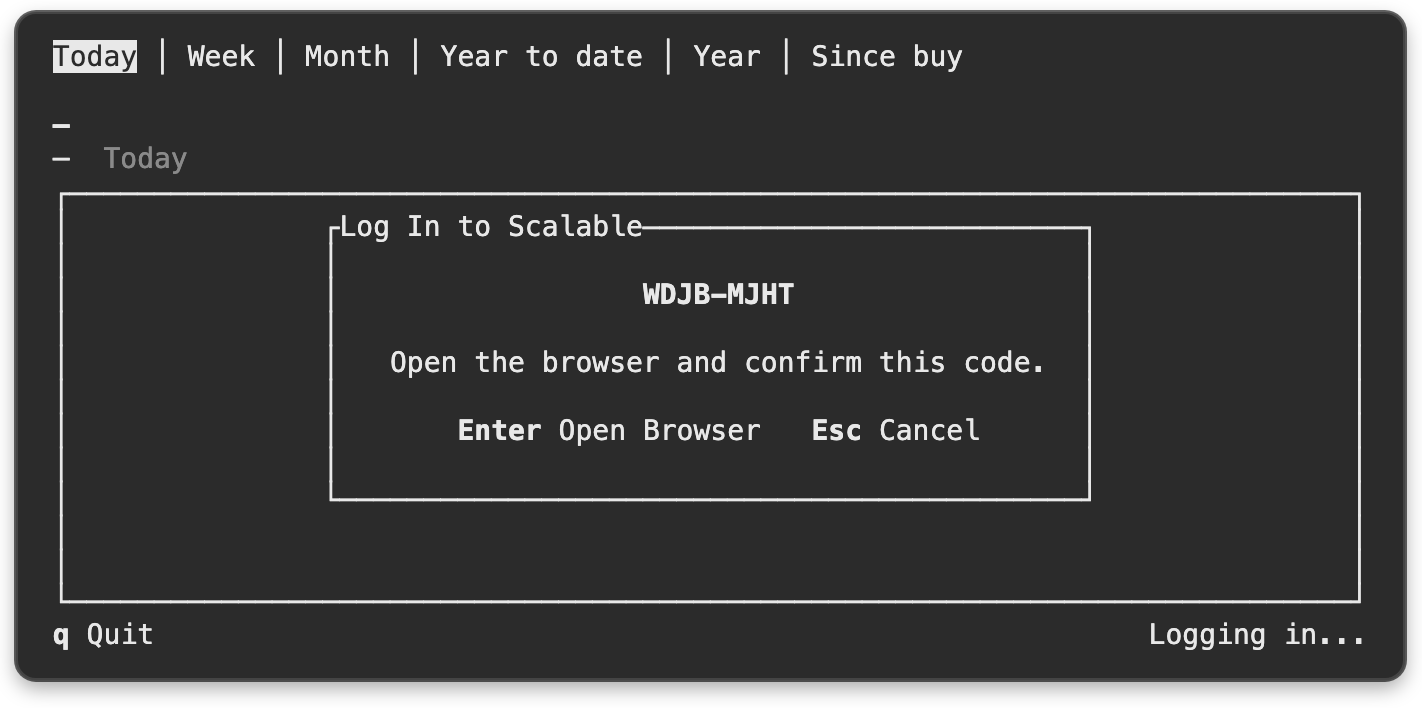 Today │ Week │ Month │ Year to date │ Year │ Since buy
–
– Today
Log In to Scalable
WDJB-MJHT
Open the browser and confirm this code.
Enter Open Browser Esc Cancel
q Quit Logging in...